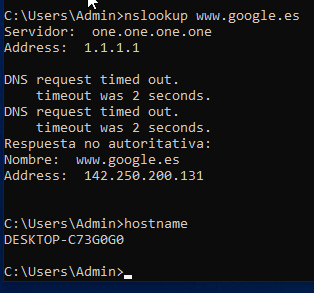 C:\Users\Admin>nslookup www.google.es
Servidor:  one.one.one.one
Address:  1.1.1.1

DNS request timed out.
    timeout was 2 seconds.
DNS request timed out.
    timeout was 2 seconds.
Respuesta no autoritativa:
Nombre:  www.google.es
Address:  142.250.200.131

C:\Users\Admin>hostname
DESKTOP-C73G0G0

C:\Users\Admin>